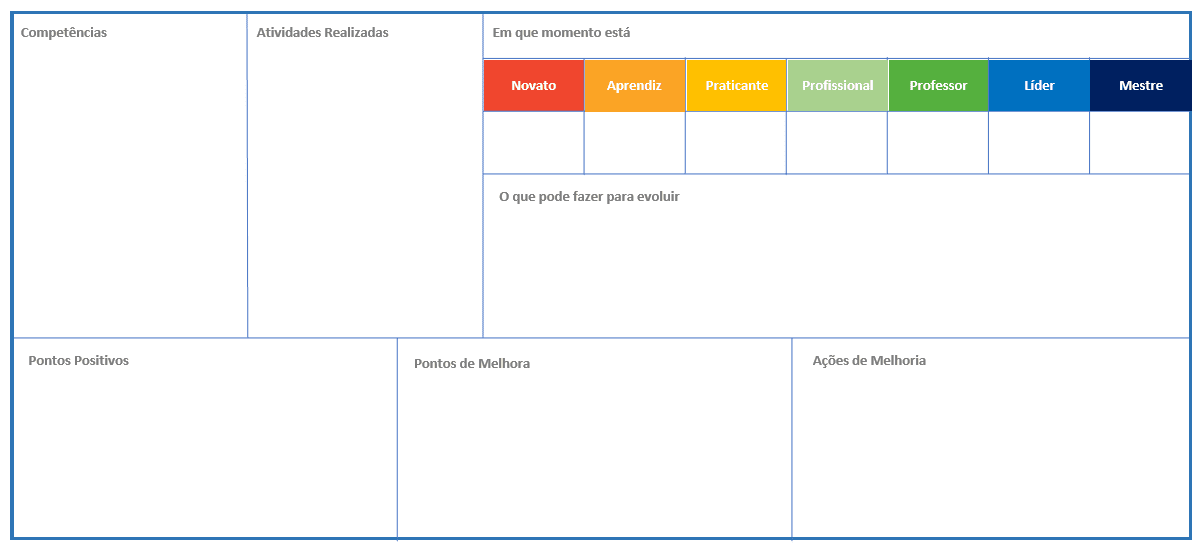 Competências
Atividades Realizadas
Em que momento está
Novato
Aprendiz
Praticante
Profissional
Professor
Líder
Mestre
O que pode fazer para evoluir
Pontos Positivos
Pontos de Melhora
Ações de Melhoria